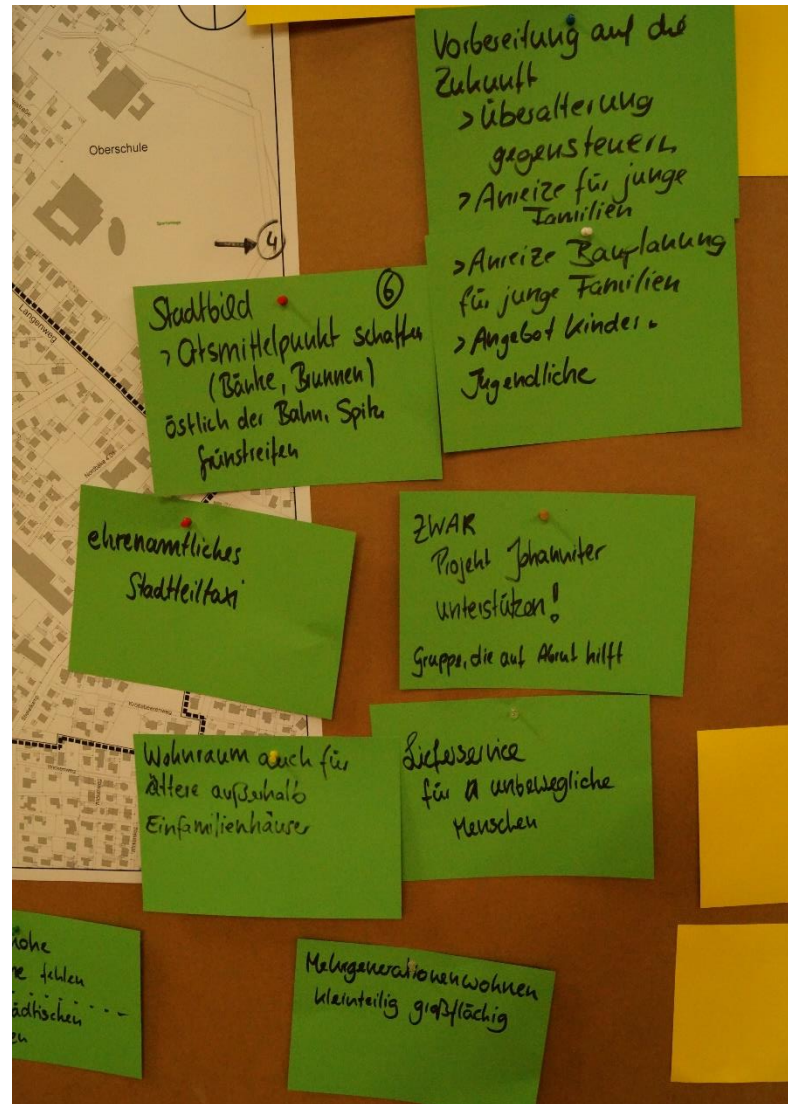 Vorbereitung auf die
Zukunft
> Überalterung
gegensteuern
> Anreize für junge
Familien
> Anreize Bauplanung
für junge Familien
> Angebot Kinder
Jugendliche
Oberschule
4
Längenweg
Stadtbild 6
> Ortsmittelpunkt schaffen
(Bänke, Brunnen)
östlich der Bahn, Spitze
Grünstreifen
ehrenamtliches
Stadtteiltaxi
ZWAR
Projekt Johanniter
unterstützen!
Gruppe, die auf Abruf hilft
Wohnraum auch für
Ältere außerhalb
Einfamilienhäuser
Lieferservice
für unbewegliche
Menschen
fehlen
Mehrgenerationenwohnen
kleinteilig großflächig